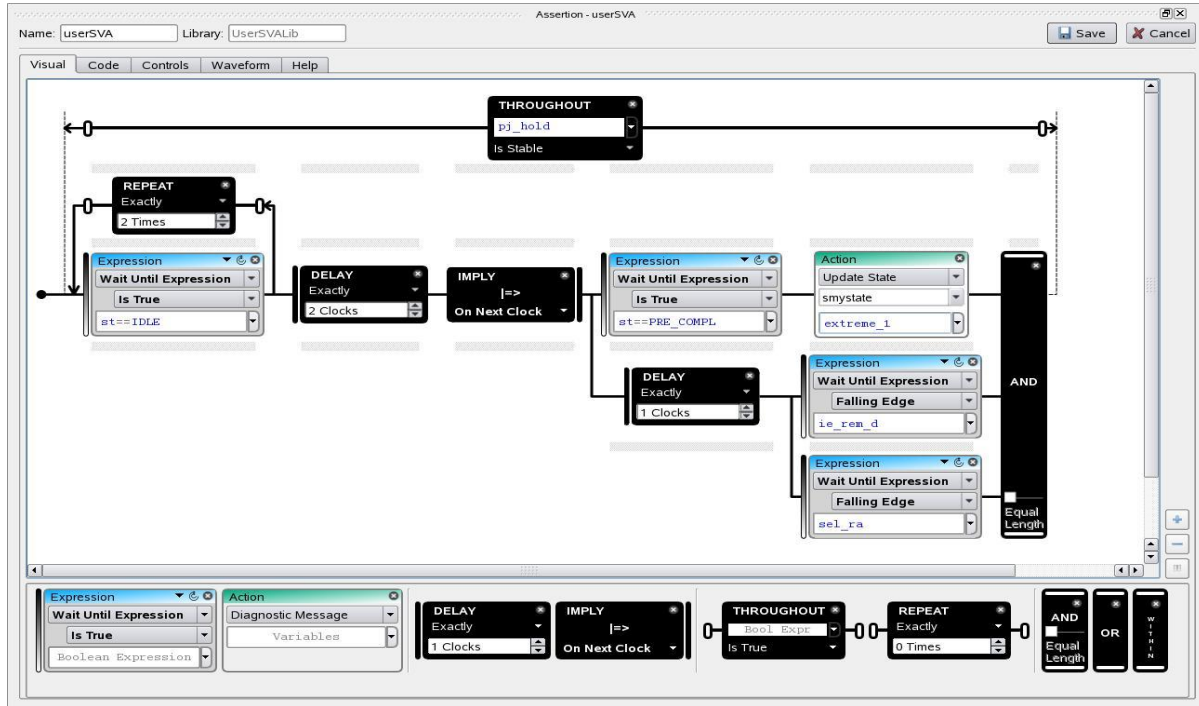 Assertion - userSVA
Name: userSVA Library: UserSVALib Save Cancel
Visual Code Controls Waveform Help
THROUGHOUT
pj_hold
Is Stable
REPEAT
Exactly
2 Times
Expression
Wait Until Expression
Is True
st==IDLE
DELAY
Exactly
2 Clocks
IMPLY
|=>
On Next Clock
Expression
Wait Until Expression
Is True
st==PRE_COMPL
Action
Update State
smystate
extreme_1
DELAY
Exactly
1 Clocks
Expression
Wait Until Expression
Falling Edge
ie_rem_d
Expression
Wait Until Expression
Falling Edge
sel_ra
AND
Equal
Length
Expression
Wait Until Expression
Is True
Boolean Expression
Action
Diagnostic Message
Variables
DELAY
Exactly
1 Clocks
IMPLY
|=>
On Next Clock
THROUGHOUT
Bool Expr
Is True
REPEAT
Exactly
0 Times
AND
Equal
Length
OR
WITHIN